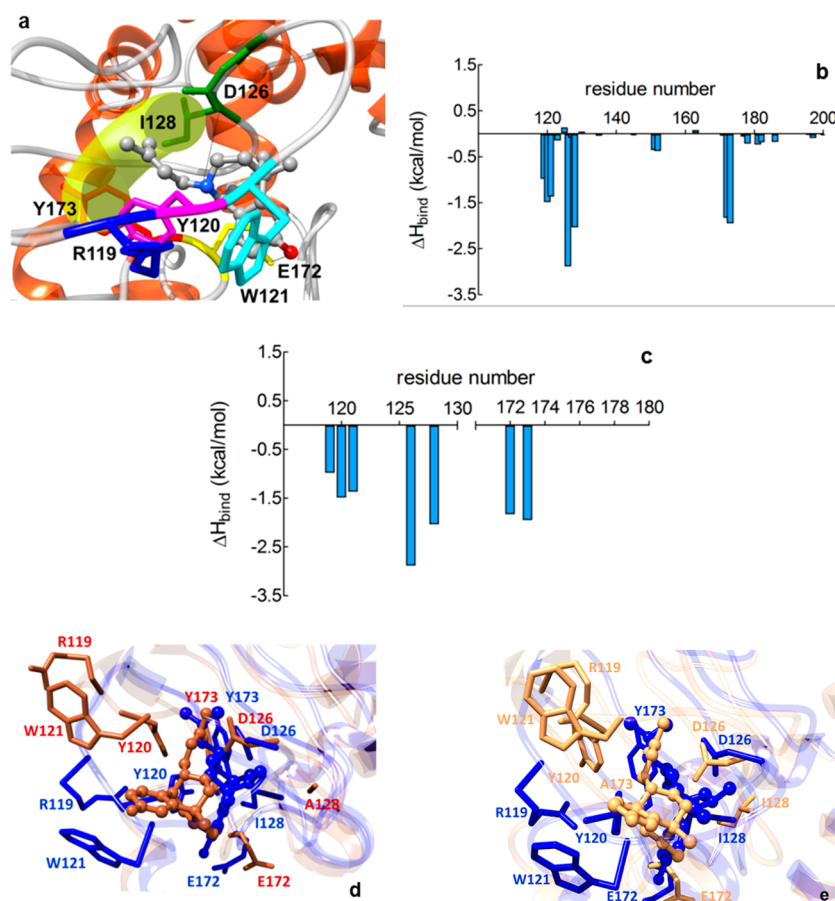 a
D126
I128
Y173
Y120
R119
E172
W121
b
1.5
residue number
0.5
120 140 160 180 200
-0.5
-1.5
-2.5
-3.5
ΔHbind (kcal/mol)
c
1.5
residue number
0.5
120 125 130 172 174 176 178 180
-0.5
-1.5
-2.5
-3.5
ΔHbind (kcal/mol)
R119
W121
Y173 Y173
D126
D126
Y120
Y120
R119
A128
I128
W121
E172
E172
d
R119
W121
Y173
D126
D126
Y120
A173
I128
R119
Y120
I128
W121
E172
E172
e